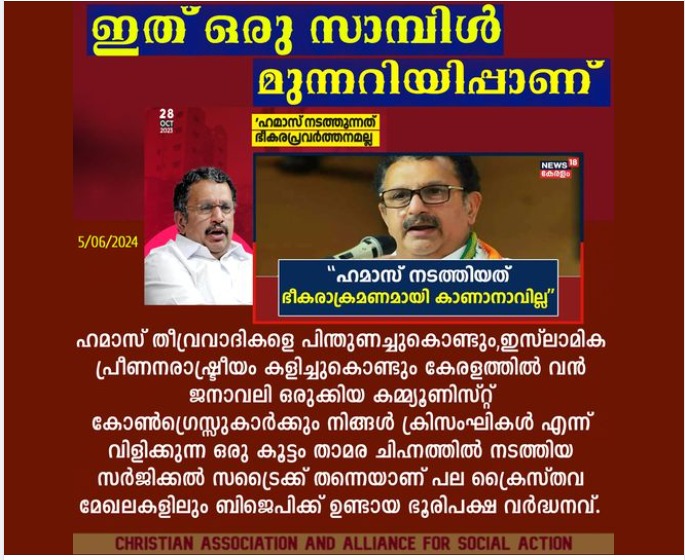 ഇത് ഒരു സാമ്പിൾ
മുന്നറിയിപ്പാണ്
28
OCT
2023
'ഹമാസ് നടത്തൂന്നത്
ഭീകരപ്രവർത്തനമല്ല
NEWS 18
കേരളം
5/06/2024
“ഹമാസ് നടത്തിയത്
ഭീകരാക്രമണമായി കാണാനാവില്ല”
ഹമാസ് തീവ്രവാദികളെ പിന്തുണച്ചുകൊണ്ടും,ഇസ്‌ലാമിക
പ്രീണനരാഷ്ട്രീയം കളിച്ചുകൊണ്ടും കേരളത്തിൽ വൻ
ജനാവലി ഒരുക്കിയ കമ്മ്യൂണിസ്റ്റ്
കോൺഗ്രെസ്സുകാർക്കും നിങ്ങൾ ക്രിസംഘികൾ എന്ന്
വിളിക്കുന്ന ഒരു കൂട്ടം താമര ചിഹ്നത്തിൽ നടത്തിയ
സർജിക്കൽ സട്രൈക്ക് തന്നെയാണ് പല ക്രൈസ്തവ
മേഖലകളിലും ബിജെപിക്ക് ഉണ്ടായ ഭൂരിപക്ഷ വർദ്ധനവ്.
CHRISTIAN ASSOCIATION AND ALLIANCE FOR SOCIAL ACTION